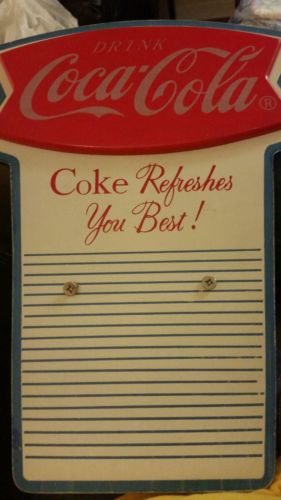 DRINK
Coca-Cola®
Coke Refreshes
You Best!